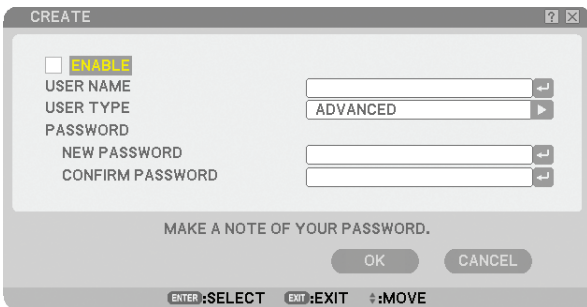 CREATE
ENABLE
USER NAME
USER TYPE ADVANCED
PASSWORD
NEW PASSWORD
CONFIRM PASSWORD
MAKE A NOTE OF YOUR PASSWORD.
OK CANCEL
ENTER:SELECT EXIT:EXIT :MOVE